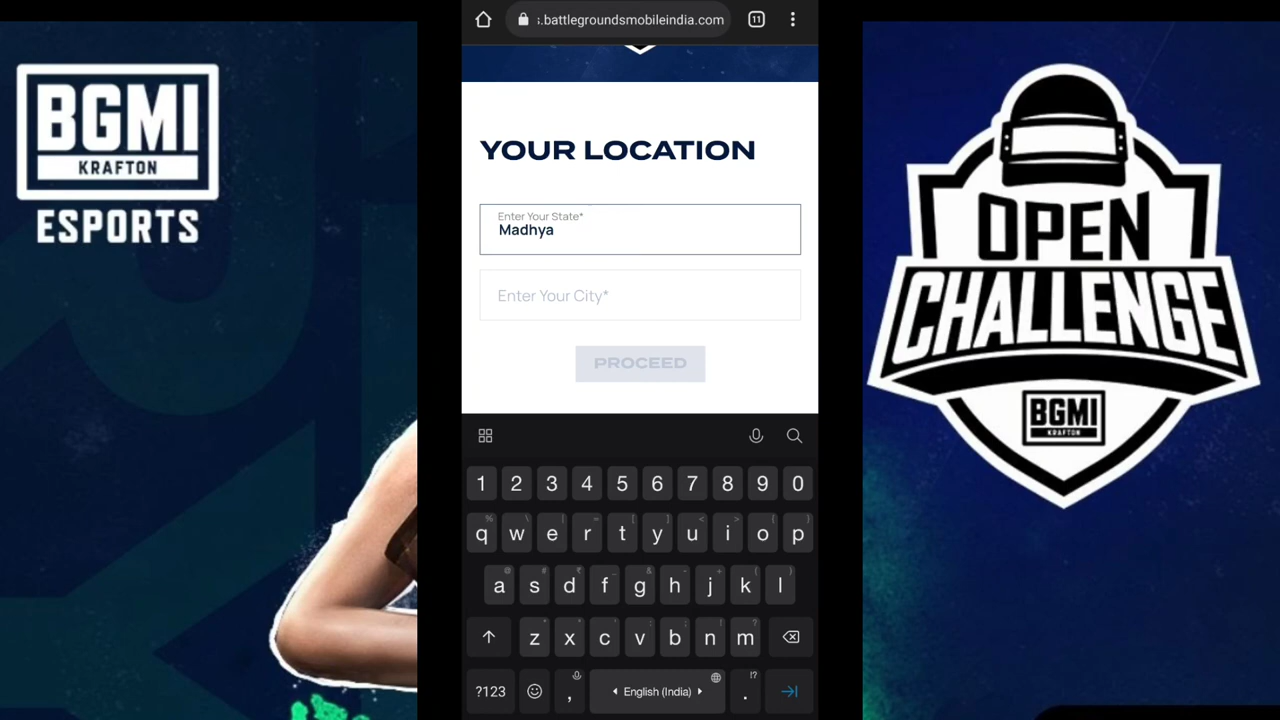 BGMI
KRAFTON
ESPORTS
s.battlegroundsmobileindia.com
11
YOUR LOCATION
Enter Your State*
Madhya
Enter Your City*
PROCEED
1 2 3 4 5 6 7 8 9 0
q w e r t y u i o p
a s d f g h j k l
z x c v b n m
?123 , English (India) . !?
OPEN
CHALLENGE
BGMI
KRAFTON